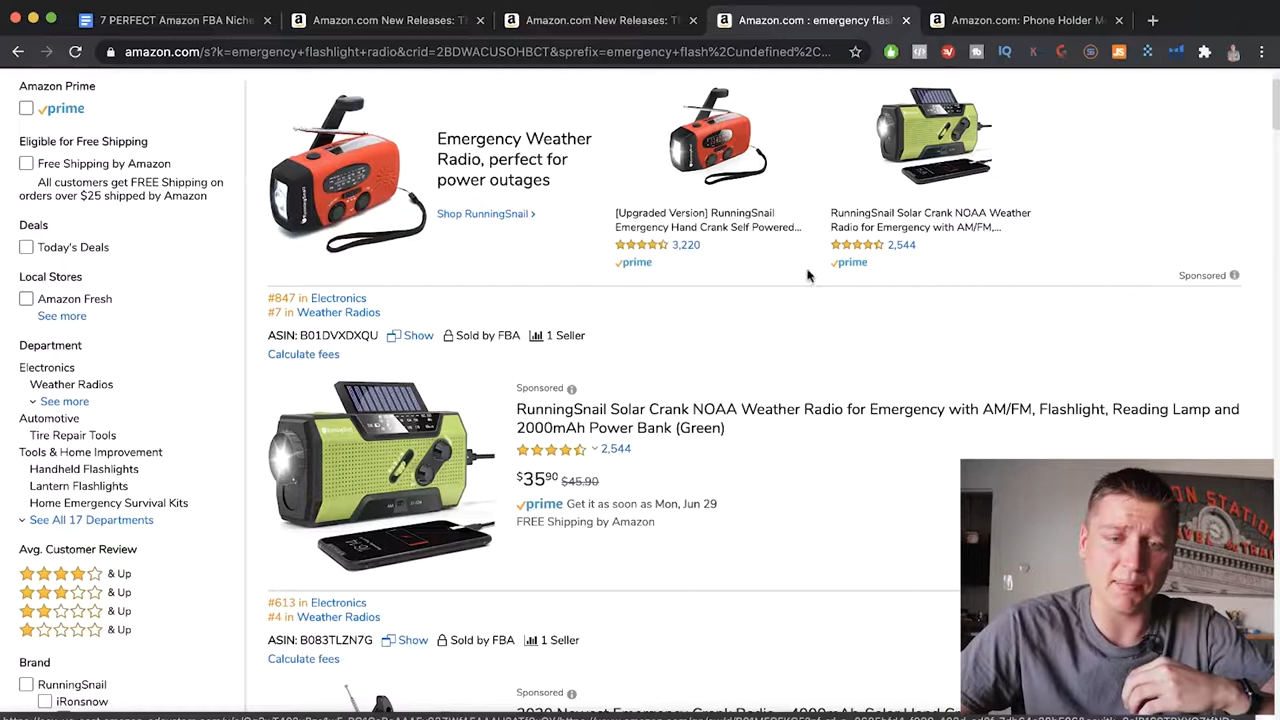 7 PERFECT Amazon FBA Niche
Amazon.com New Releases: Th
Amazon.com New Releases: Th
Amazon.com : emergency flas
Amazon.com: Phone Holder M
amazon.com/s?k=emergency+flashlight+radio&crid=2BDWACUSOHBCT&sprefix=emergency+flash%2Cundefined%2C...
Amazon Prime
prime
Eligible for Free Shipping
Free Shipping by Amazon
All customers get FREE Shipping on
orders over $25 shipped by Amazon
Deals
Today's Deals
Local Stores
Amazon Fresh
See more
Department
Electronics
Weather Radios
See more
Automotive
Tire Repair Tools
Tools & Home Improvement
Handheld Flashlights
Lantern Flashlights
Home Emergency Survival Kits
See All 17 Departments
Avg. Customer Review
& Up
& Up
& Up
& Up
Brand
RunningSnail
iRonsnow
Emergency Weather
Radio, perfect for
power outages
Shop RunningSnail ›
[Upgraded Version] RunningSnail
Emergency Hand Crank Self Powered...
3,220
prime
RunningSnail Solar Crank NOAA Weather
Radio for Emergency with AM/FM,...
2,544
prime
Sponsored
#847 in Electronics
#7 in Weather Radios
ASIN: B01DVXDXQU Show Sold by FBA 1 Seller
Calculate fees
Sponsored
RunningSnail Solar Crank NOAA Weather Radio for Emergency with AM/FM, Flashlight, Reading Lamp and
2000mAh Power Bank (Green)
2,544
$3590 $45.90
prime Get it as soon as Mon, Jun 29
FREE Shipping by Amazon
#613 in Electronics
#4 in Weather Radios
ASIN: B083TLZN7G Show Sold by FBA 1 Seller
Calculate fees
Sponsored